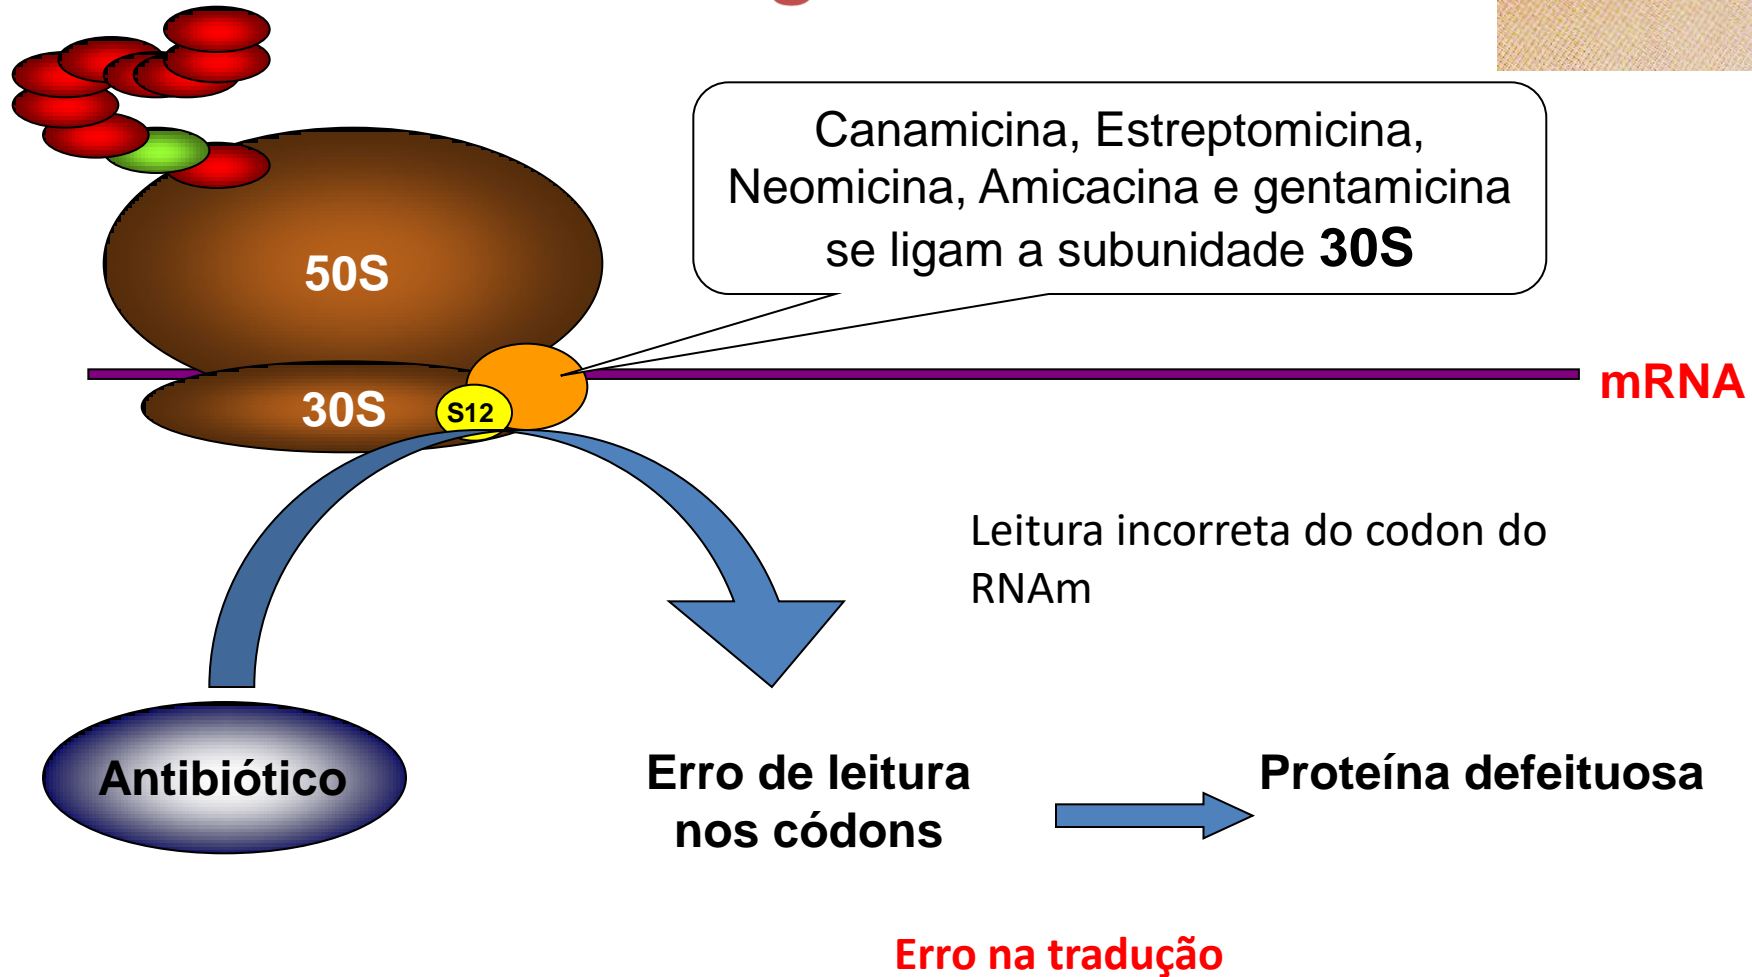 Canamicina, Estreptomicina,
Neomicina, Amicacina e gentamicina
se ligam a subunidade 30S
50S
mRNA
30S
S12
Leitura incorreta do codon do
RNAm
Antibiótico
Erro de leitura
nos códons
Proteína defeituosa
Erro na tradução